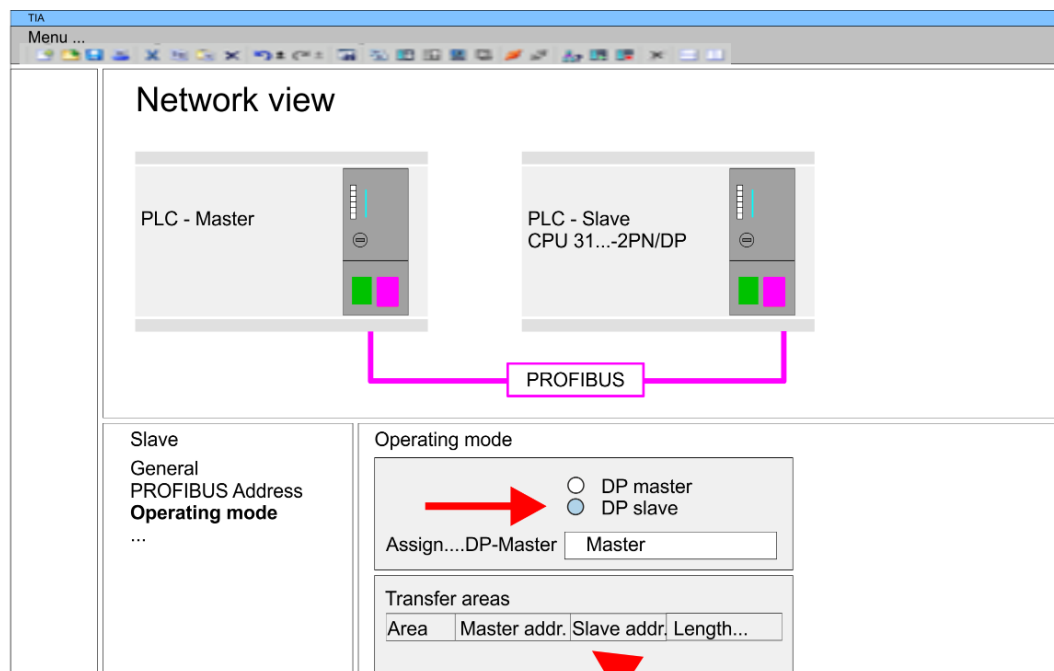 TIA
Menu ...
Network view
PLC - Master
PLC - Slave
CPU 31...-2PN/DP
PROFIBUS
Slave
General
PROFIBUS Address
Operating mode
...
Operating mode
DP master
DP slave
Assign....DP-Master Master
Transfer areas
Area Master addr. Slave addr. Length...